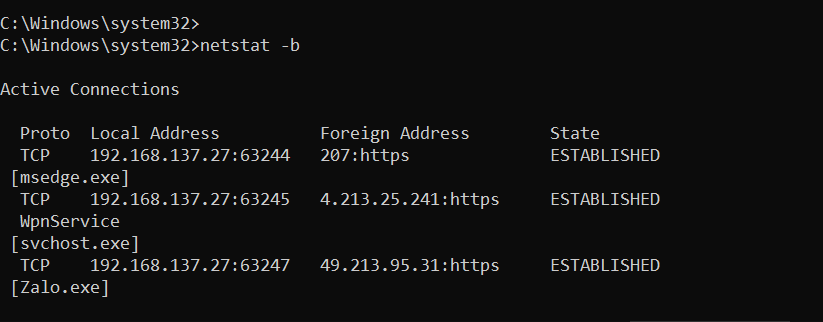 C:\Windows\system32>
C:\Windows\system32>netstat -b
Active Connections
Proto Local Address Foreign Address State
TCP 192.168.137.27:63244 207:https ESTABLISHED
[msedge.exe]
TCP 192.168.137.27:63245 4.213.25.241:https ESTABLISHED
WpnService
[svchost.exe]
TCP 192.168.137.27:63247 49.213.95.31:https ESTABLISHED
[Zalo.exe]